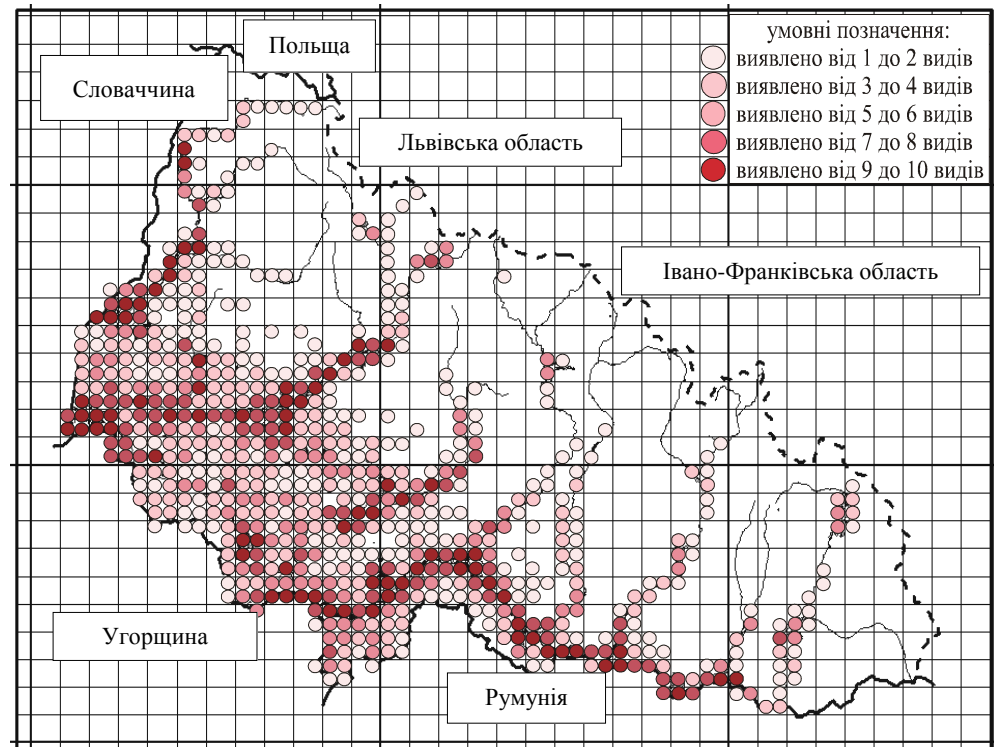 Польща
Словаччина
умовні позначення:
виявлено від 1 до 2 видів
виявлено від 3 до 4 видів
виявлено від 5 до 6 видів
виявлено від 7 до 8 видів
виявлено від 9 до 10 видів
Львівська область
Івано-Франківська область
Угорщина
Румунія